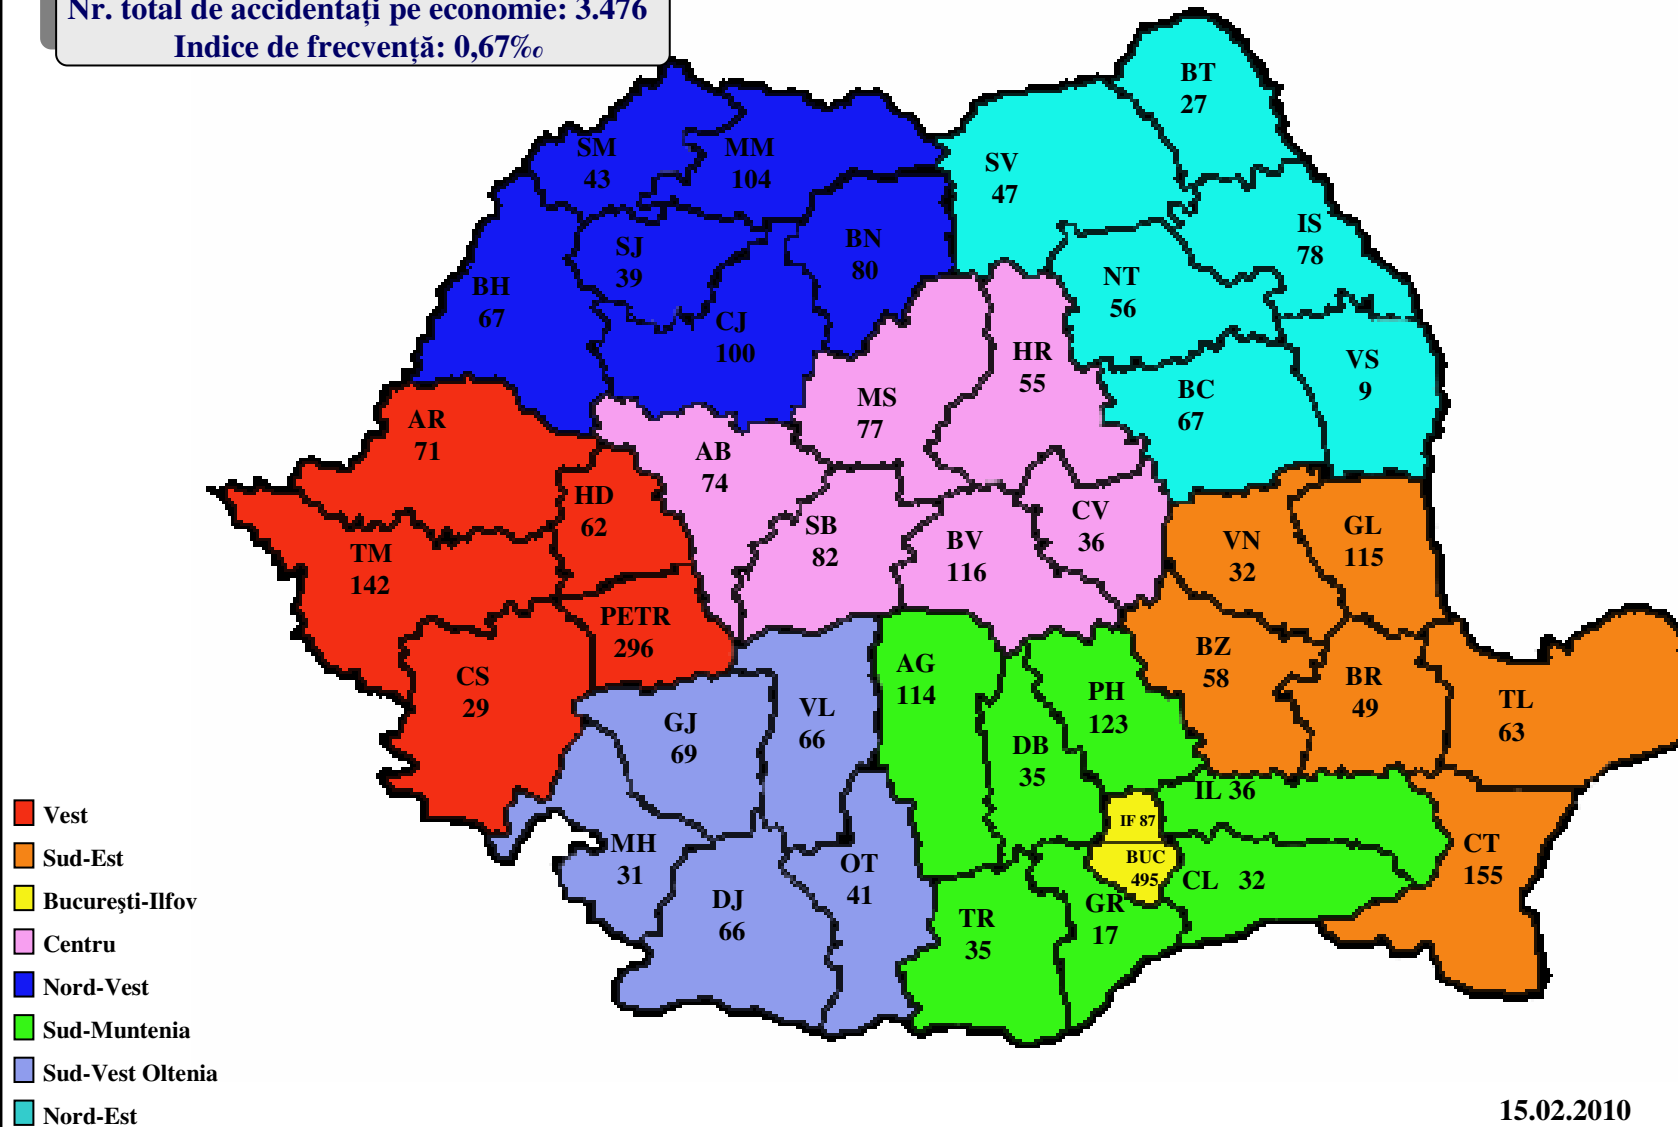 Nr. total de accidentați pe economie: 3.476
Indice de frecvență: 0,67‰
BT
27
SV
47
SM
43
MM
104
IS
78
BN
80
SJ
39
NT
56
BH
67
CJ
100
HR
55
VS
9
BC
67
MS
77
AR
71
AB
74
HD
62
CV
36
SB
82
BV
116
VN
32
GL
115
TM
142
PETR
296
BZ
58
AG
114
CS
29
PH
123
BR
49
TL
63
VL
66
GJ
69
DB
35
IL 36
IF 87
MH
31
OT
41
BUC
495
CL 32
CT
155
DJ
66
GR
17
TR
35
Vest
Sud-Est
Bucureşti-Ilfov
Centru
Nord-Vest
Sud-Muntenia
Sud-Vest Oltenia
Nord-Est
15.02.2010